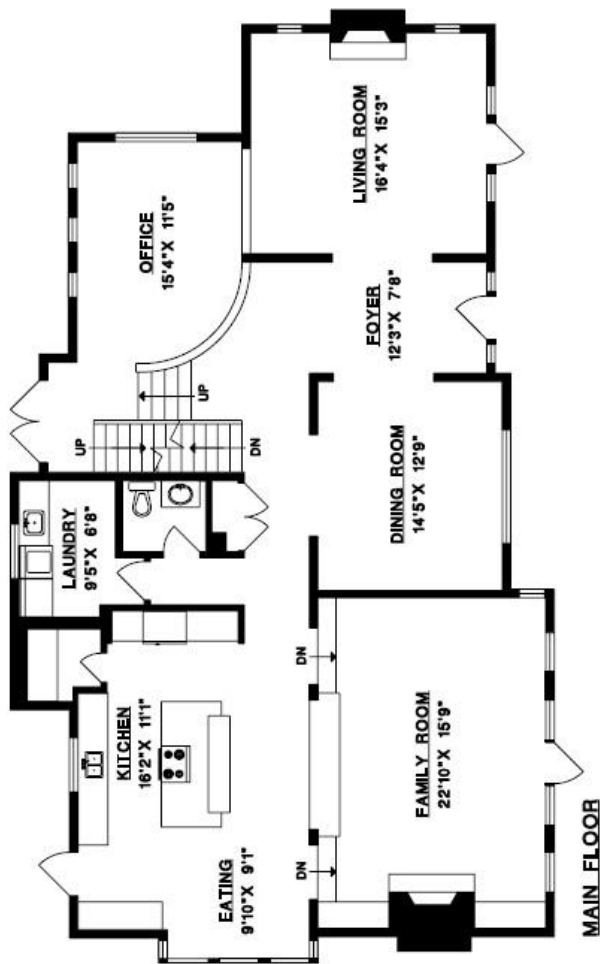 OFFICE
15'4"X 11'5"
LIVING ROOM
16'4"X 15'3"
FOYER
12'3"X 7'8"
UP
UP
DN
DINING ROOM
14'5"X 12'9"
LAUNDRY
9'5"X 6'8"
KITCHEN
16'2"X 11'1"
EATING
9'10"X 9'1"
DN
DN
FAMILY ROOM
22'10"X 15'9"
MAIN FLOOR